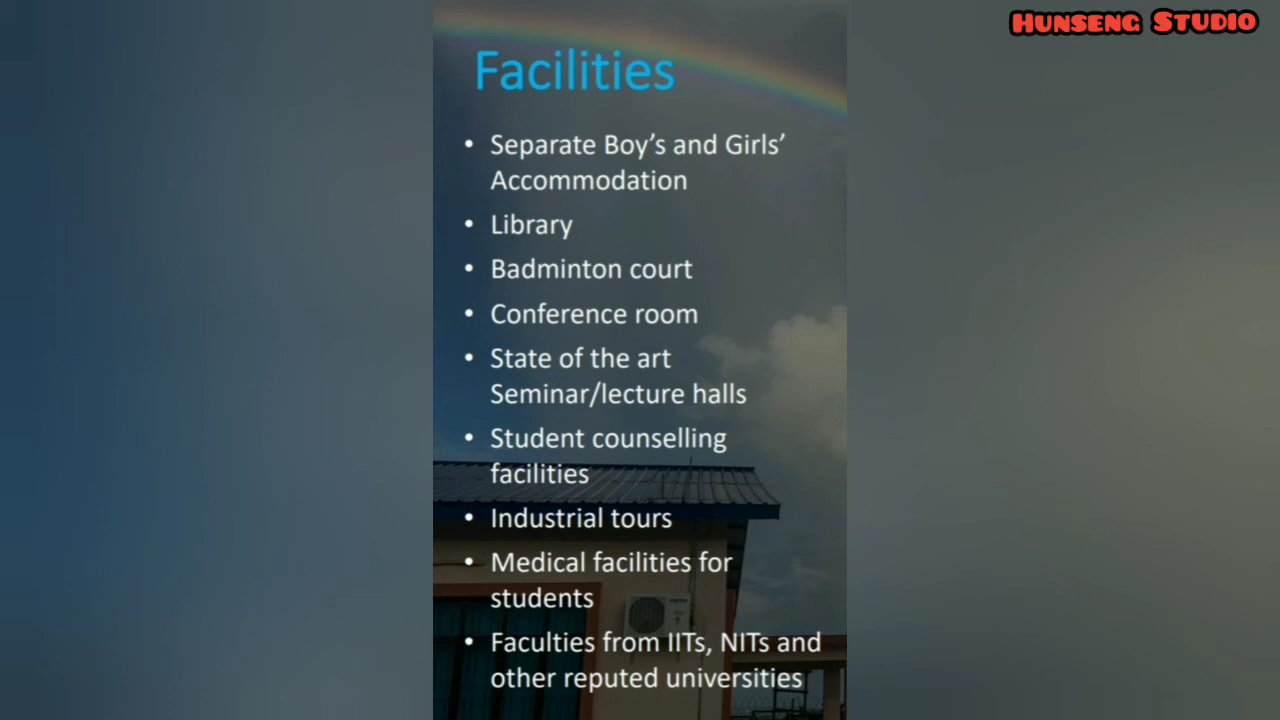 Hunseng Studio
Facilities
• Separate Boy's and Girls'
Accommodation
• Library
• Badminton court
• Conference room
• State of the art
Seminar/lecture halls
• Student counselling
facilities
• Industrial tours
• Medical facilities for
students
• Faculties from IITs, NITs and
other reputed universities